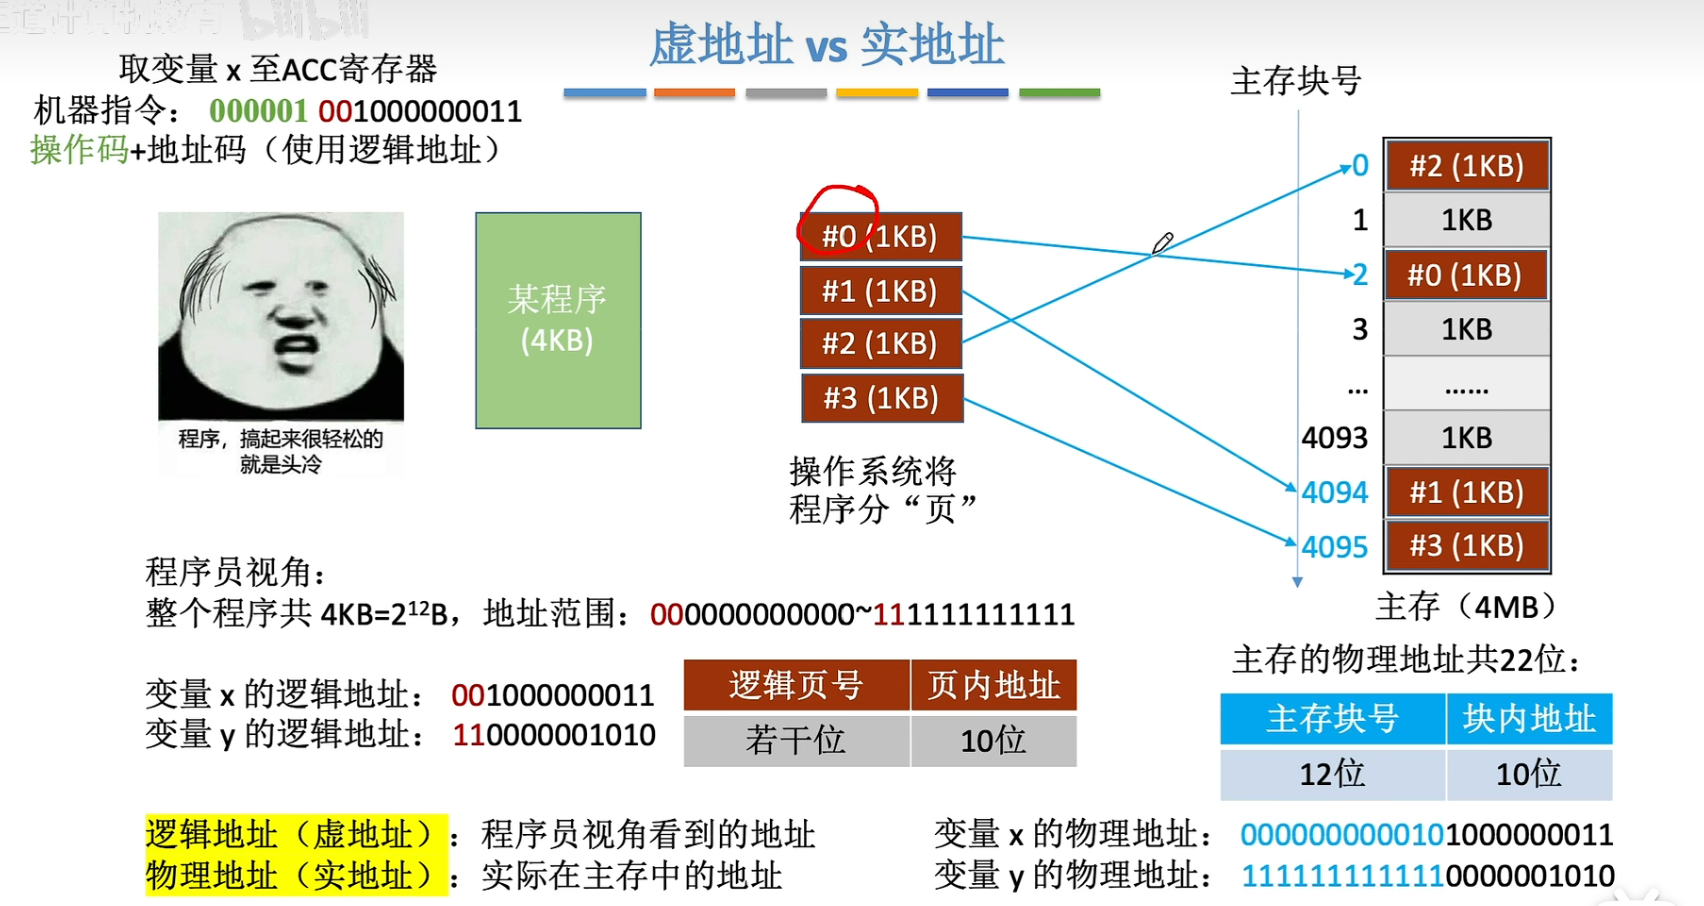 王道计算机教育 bilibili
虚地址 vs 实地址
取变量 x 至ACC寄存器
机器指令： 000001 001000000011
操作码+地址码（使用逻辑地址）
程序，搞起来很轻松的
就是头冷
某程序
(4KB)
#0 (1KB)
#1 (1KB)
#2 (1KB)
#3 (1KB)
操作系统将
程序分“页”
主存块号
0 #2 (1KB)
1 1KB
2 #0 (1KB)
3 1KB
... ……
4093 1KB
4094 #1 (1KB)
4095 #3 (1KB)
主存（4MB）
程序员视角：
整个程序共 4KB=2¹²B，地址范围：000000000000~111111111111
变量 x 的逻辑地址： 001000000011
变量 y 的逻辑地址： 110000001010
逻辑页号 页内地址
若干位 10位
主存的物理地址共22位：
主存块号 块内地址
12位 10位
逻辑地址（虚地址）：程序员视角看到的地址
物理地址（实地址）：实际在主存中的地址
变量 x 的物理地址： 0000000000101000000011
变量 y 的物理地址： 1111111111110000001010